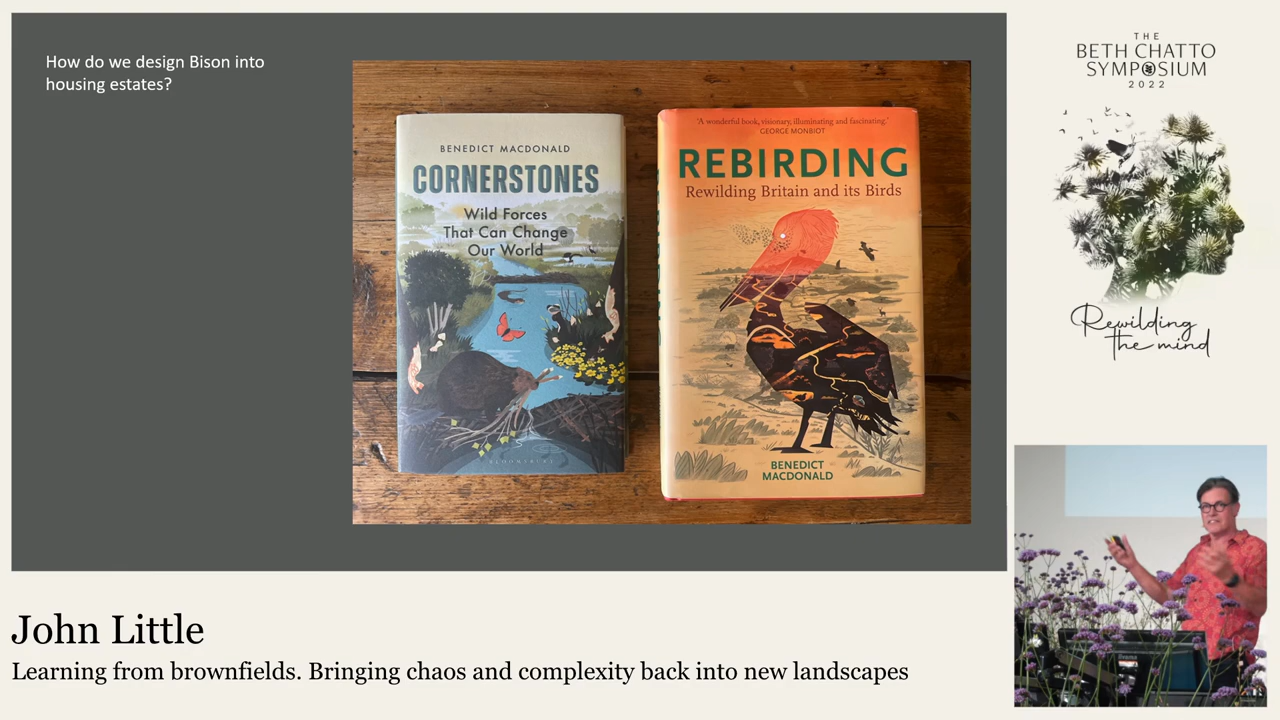 How do we design Bison into
housing estates?
BENEDICT MACDONALD
CORNERSTONES
Wild Forces
That Can Change
Our World
BLOOMSBURY
'A wonderful book, visionary, illuminating and fascinating.'
GEORGE MONBIOT
REBIRDING
Rewilding Britain and its Birds
BENEDICT
MACDONALD
THE
BETH CHATTO
SYMPOSIUM
2022
Rewilding
the mind
John Little
Learning from brownfields. Bringing chaos and complexity back into new landscapes